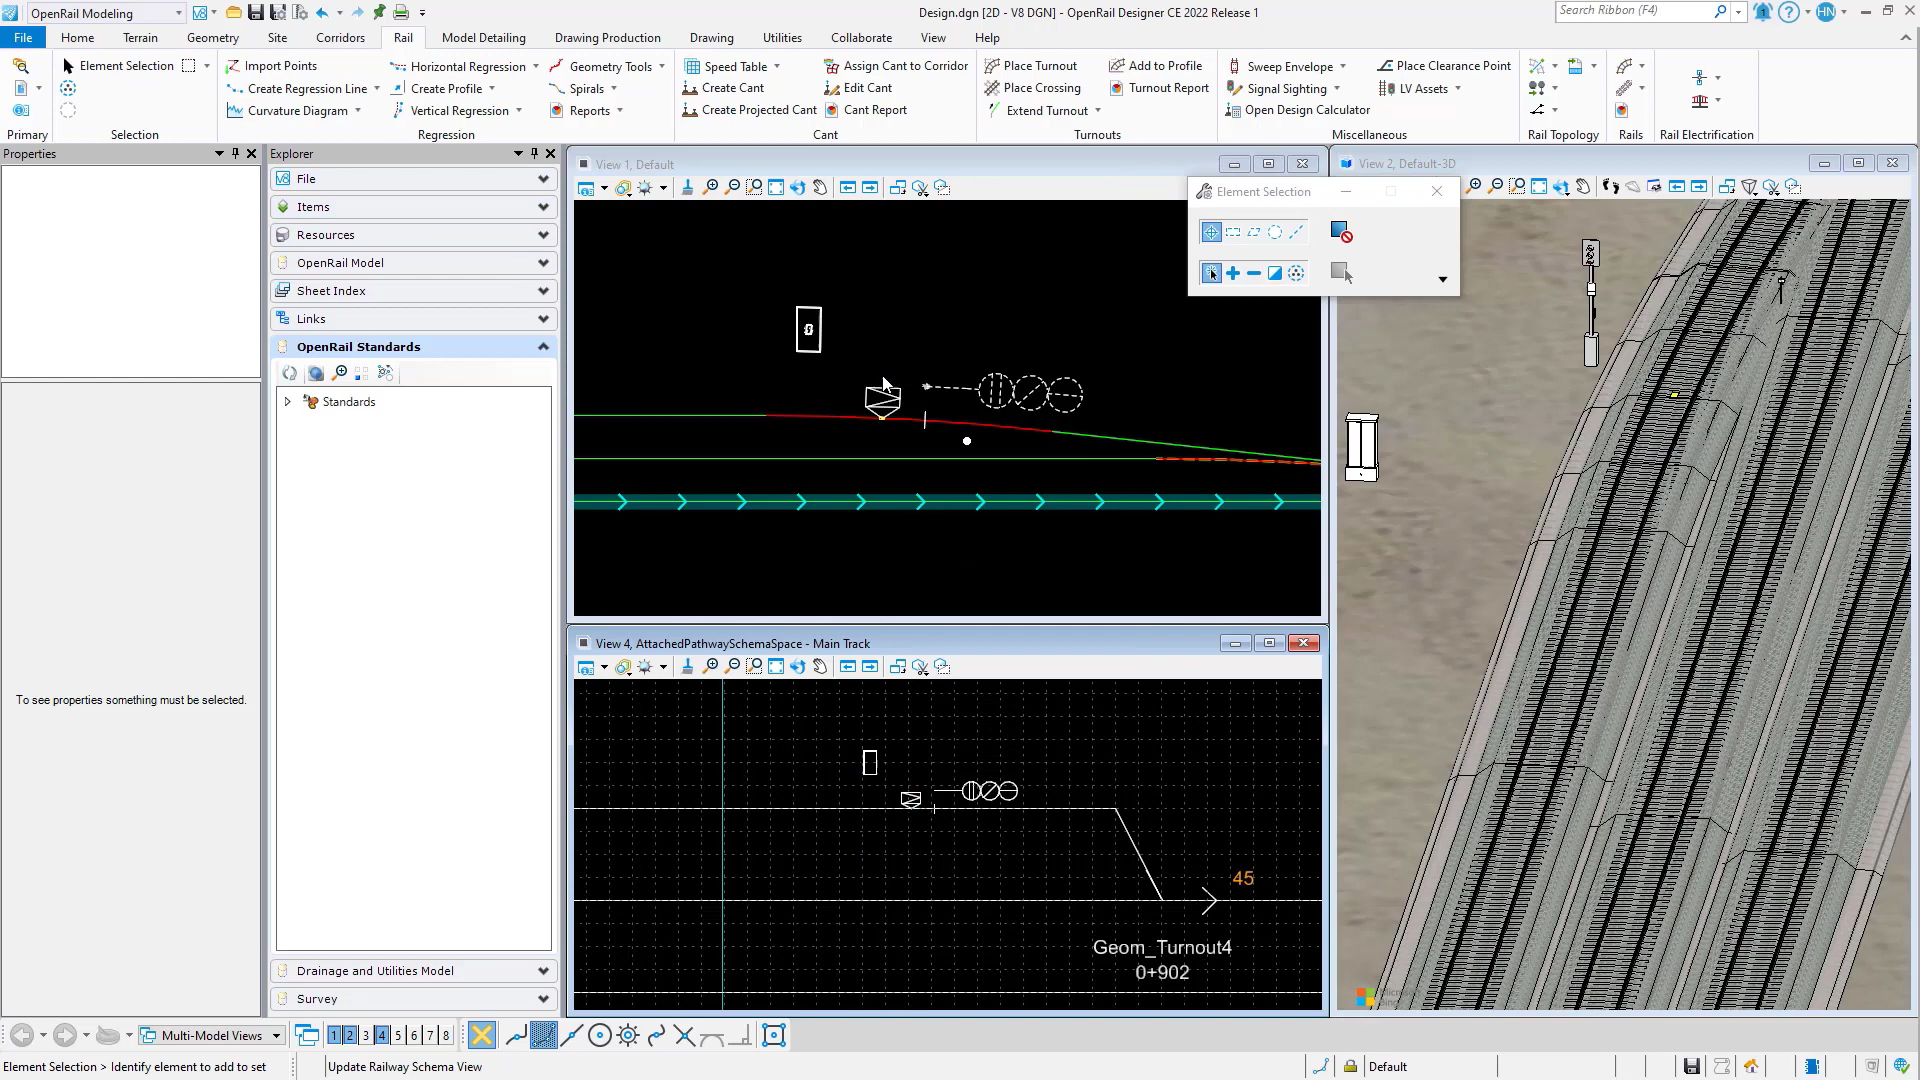 OpenRail Modeling
Design.dgn [2D - V8 DGN] - OpenRail Designer CE 2022 Release 1
Search Ribbon (F4)
HN
File Home Terrain Geometry Site Corridors Rail Model Detailing Drawing Production Drawing Utilities Collaborate View Help
Element Selection
Import Points
Horizontal Regression
Geometry Tools
Speed Table
Assign Cant to Corridor
Place Turnout
Add to Profile
Sweep Envelope
Place Clearance Point
Create Regression Line
Create Profile
Spirals
Create Cant
Edit Cant
Place Crossing
Turnout Report
Signal Sighting
LV Assets
Curvature Diagram
Vertical Regression
Reports
Create Projected Cant
Cant Report
Extend Turnout
Open Design Calculator
Primary Selection Regression Cant Turnouts Miscellaneous Rail Topology Rails Rail Electrification
Properties
To see properties something must be selected.
Explorer
File
Items
Resources
OpenRail Model
Sheet Index
Links
OpenRail Standards
Standards
Drainage and Utilities Model
Survey
View 1, Default
View 2, Default-3D
Element Selection
View 4, AttachedPathwaySchemaSpace - Main Track
45
Geom_Turnout4
0+902
Multi-Model Views
1 2 3 4 5 6 7 8
Element Selection > Identify element to add to set
Update Railway Schema View
Default